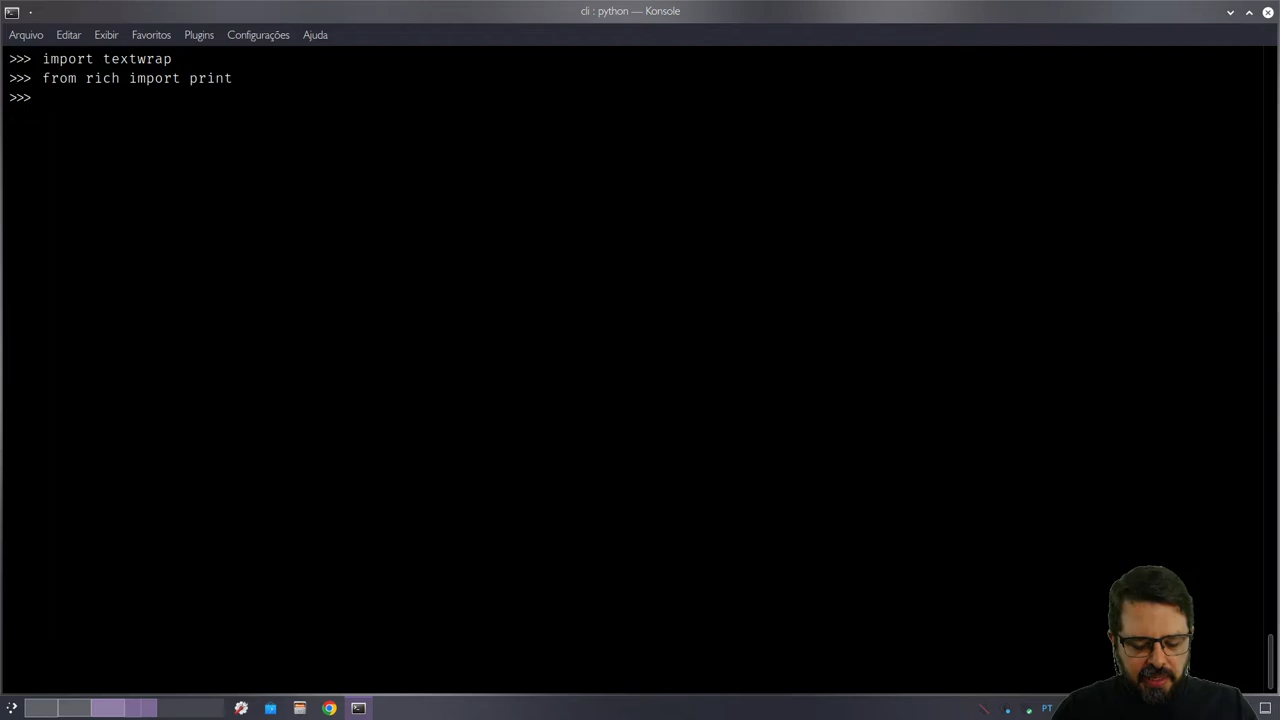 cli : python — Konsole
Arquivo Editar Exibir Favoritos Plugins Configurações Ajuda
>>> import textwrap
>>> from rich import print
>>>
PT